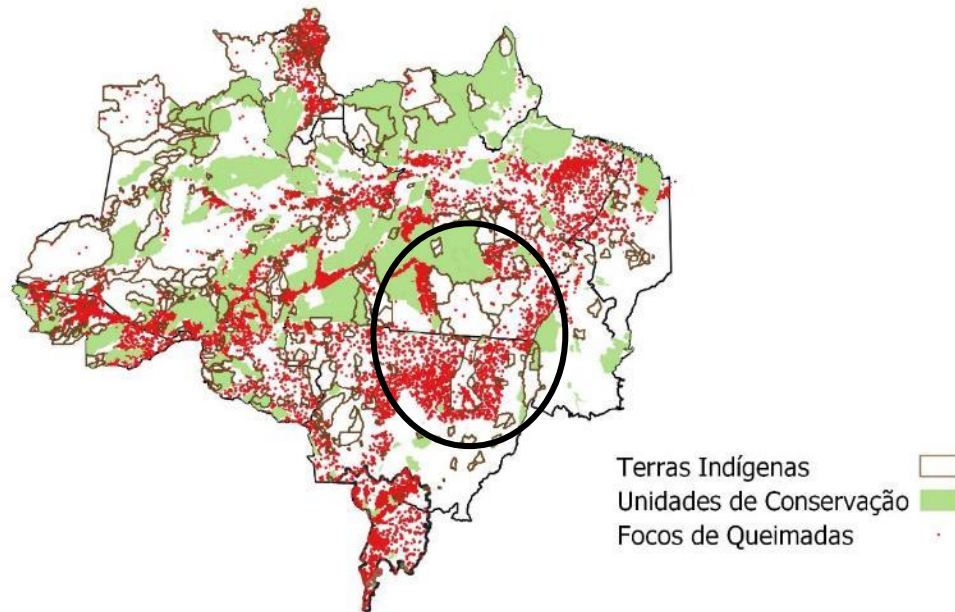 Terras Indígenas
Unidades de Conservação
Focos de Queimadas